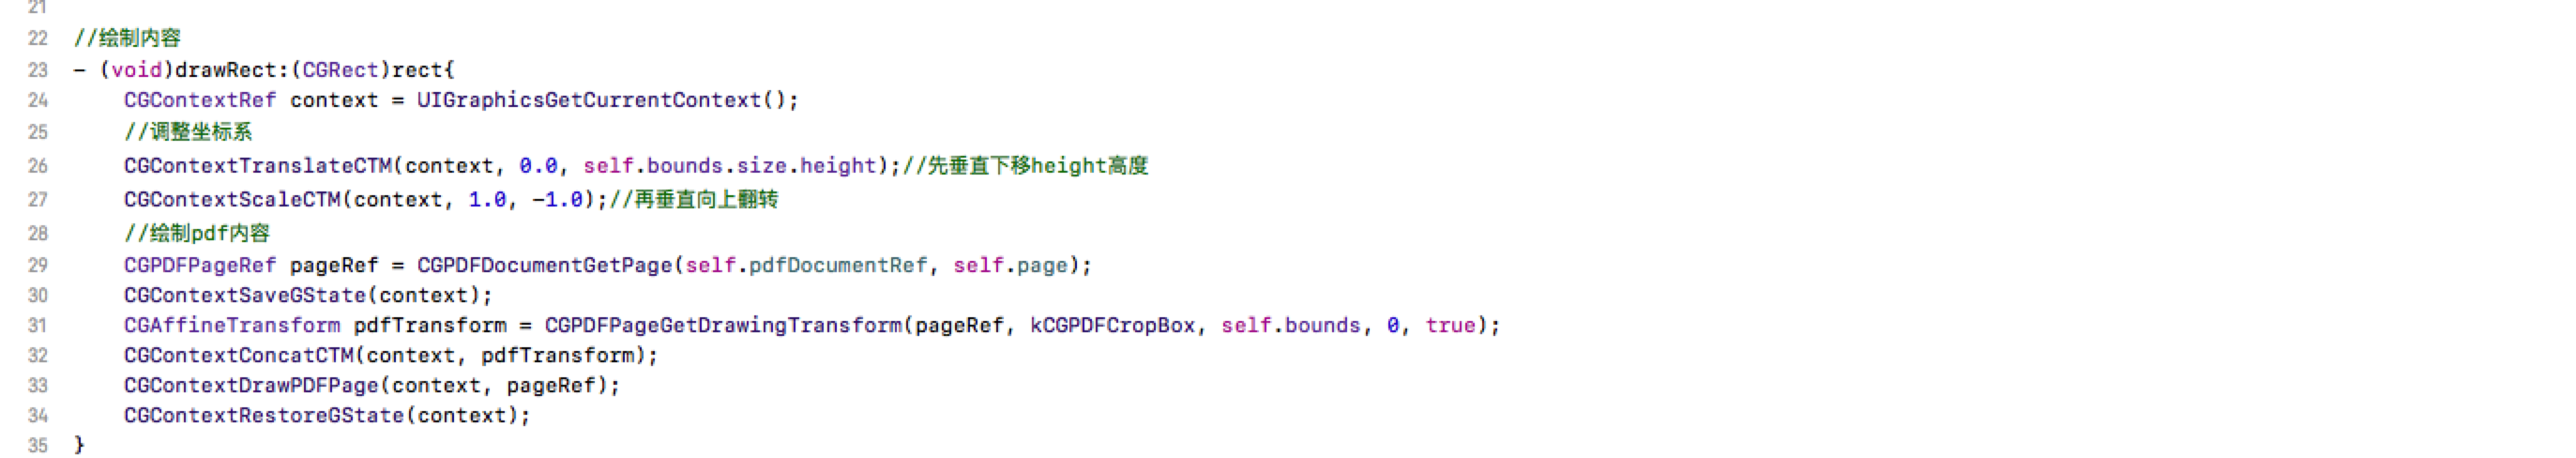 21
22 //绘制内容
23 - (void)drawRect:(CGRect)rect{
24 CGContextRef context = UIGraphicsGetCurrentContext();
25 //调整坐标系
26 CGContextTranslateCTM(context, 0.0, self.bounds.size.height);//先垂直下移height高度
27 CGContextScaleCTM(context, 1.0, -1.0);//再垂直向上翻转
28 //绘制pdf内容
29 CGPDFPageRef pageRef = CGPDFDocumentGetPage(self.pdfDocumentRef, self.page);
30 CGContextSaveGState(context);
31 CGAffineTransform pdfTransform = CGPDFPageGetDrawingTransform(pageRef, kCGPDFCropBox, self.bounds, 0, true);
32 CGContextConcatCTM(context, pdfTransform);
33 CGContextDrawPDFPage(context, pageRef);
34 CGContextRestoreGState(context);
35 }